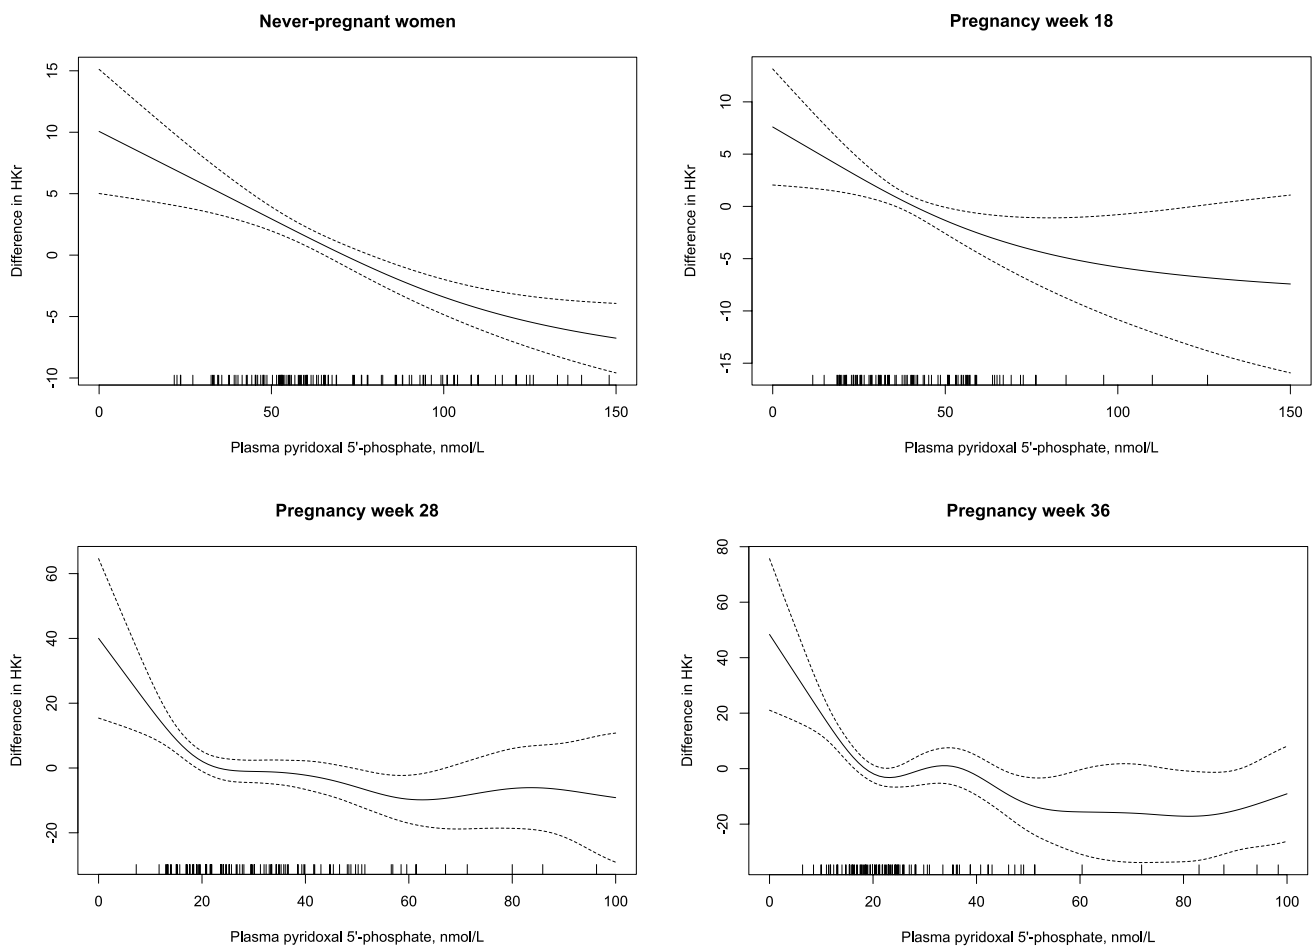 Never-pregnant women
Difference in HKr
15
10
5
0
-5
-10
0 50 100 150
Plasma pyridoxal 5'-phosphate, nmol/L
Pregnancy week 18
Difference in HKr
10
5
0
-5
-10
-15
0 50 100 150
Plasma pyridoxal 5'-phosphate, nmol/L
Pregnancy week 28
Difference in HKr
60
40
20
0
-20
0 20 40 60 80 100
Plasma pyridoxal 5'-phosphate, nmol/L
Pregnancy week 36
Difference in HKr
80
60
40
20
0
-20
0 20 40 60 80 100
Plasma pyridoxal 5'-phosphate, nmol/L